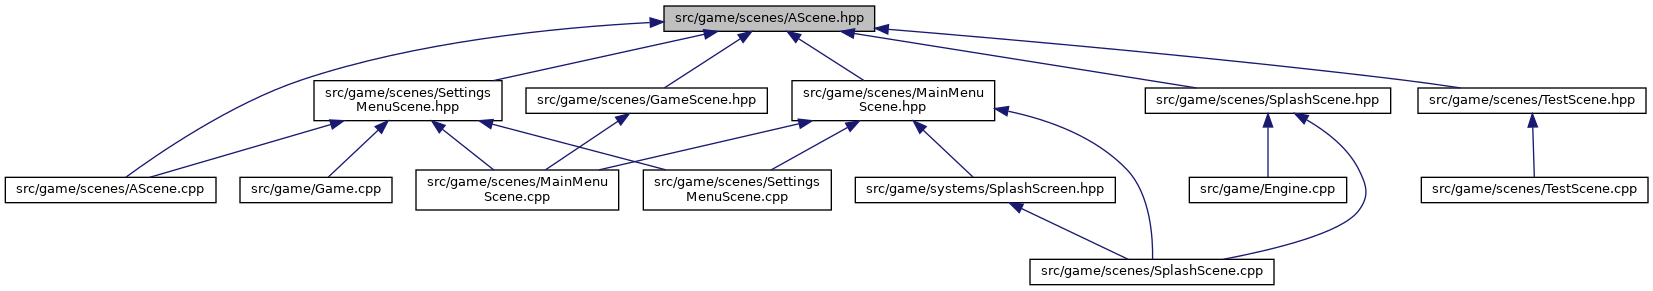 src/game/scenes/AScene.hpp
src/game/scenes/Settings
MenuScene.hpp
src/game/scenes/GameScene.hpp
src/game/scenes/MainMenu
Scene.hpp
src/game/scenes/SplashScene.hpp
src/game/scenes/TestScene.hpp
src/game/scenes/AScene.cpp
src/game/Game.cpp
src/game/scenes/MainMenu
Scene.cpp
src/game/scenes/Settings
MenuScene.cpp
src/game/systems/SplashScreen.hpp
src/game/Engine.cpp
src/game/scenes/TestScene.cpp
src/game/scenes/SplashScene.cpp